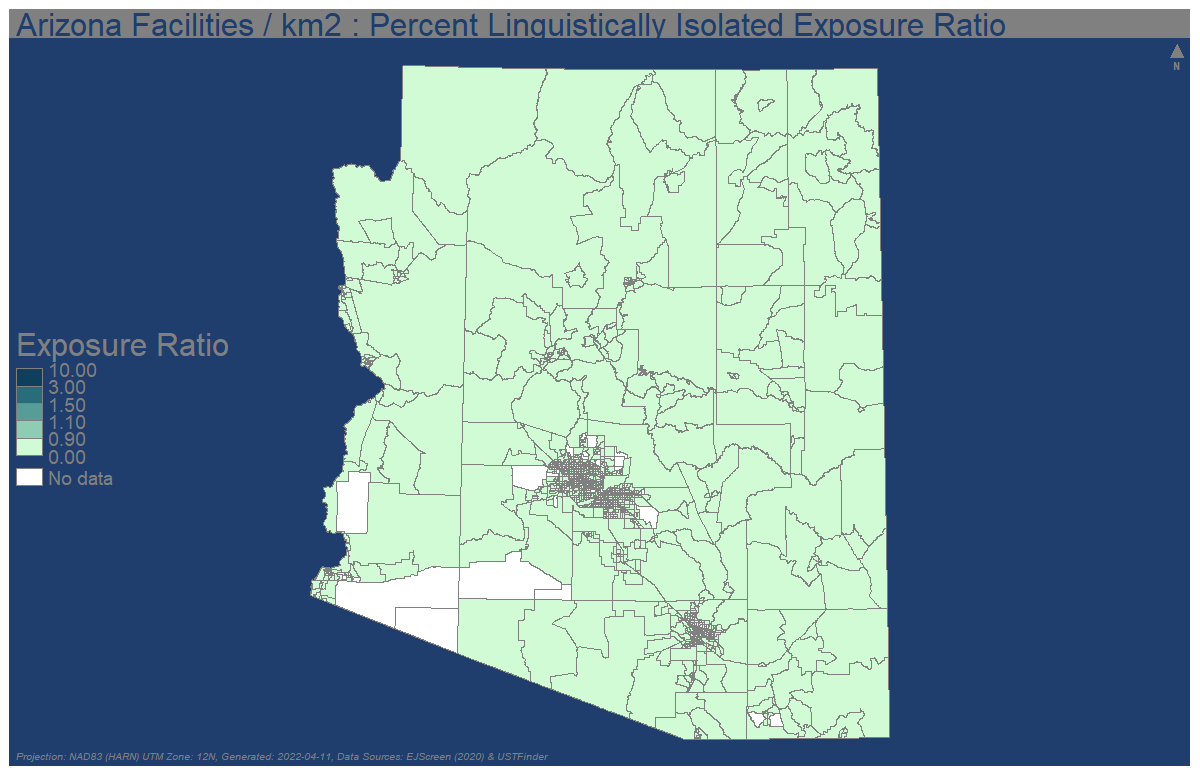 Arizona Facilities / km2 : Percent Linguistically Isolated Exposure Ratio
N
Exposure Ratio
10.00
3.00
1.50
1.10
0.90
0.00
No data
Projection: NAD83 (HARN) UTM Zone: 12N, Generated: 2022-04-11, Data Sources: EJScreen (2020) & USTFinder